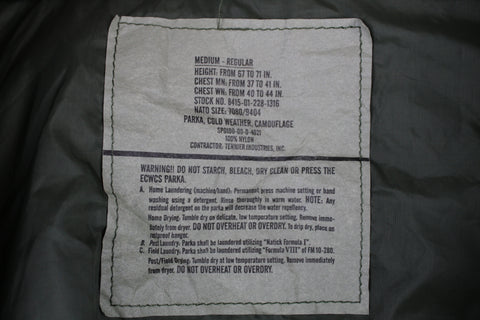 MEDIUM - REGULAR
HEIGHT: FROM 67 TO 71 IN.
CHEST MN: FROM 37 TO 41 IN.
CHEST WN: FROM 40 TO 44 IN.
STOCK NO. 8415-01-228-1316
NATO SIZE: 7080/9404
PARKA, COLD WEATHER, CAMOUFLAGE
SPO100-00-D-4021
100% NYLON
CONTRACTOR: TENNIER INDUSTRIES, INC.
WARNING!! DO NOT STARCH, BLEACH, DRY CLEAN OR PRESS THE
ECWCS PARKA.
A. Home Laundering (machine/hand): Permanent press machine setting or hand
washing using a detergent. Rinse thoroughly in warm water. NOTE: Any
residual detergent on the parka will decrease the water repellency.
Home Drying: Tumble dry on delicate, low temperature setting. Remove imme-
diately from dryer. DO NOT OVERHEAT OR OVERDRY. To drip dry, place on
rustproof hanger.
B. Post Laundry: Parka shall be laundered utilizing "Natick Formula I".
C. Field Laundry: Parka shall be laundered utilizing "Formula VIII" of FM 10-280.
Post/Field Drying: Tumble dry at low temperature setting. Remove immediately
from dryer. DO NOT OVERHEAT OR OVERDRY.